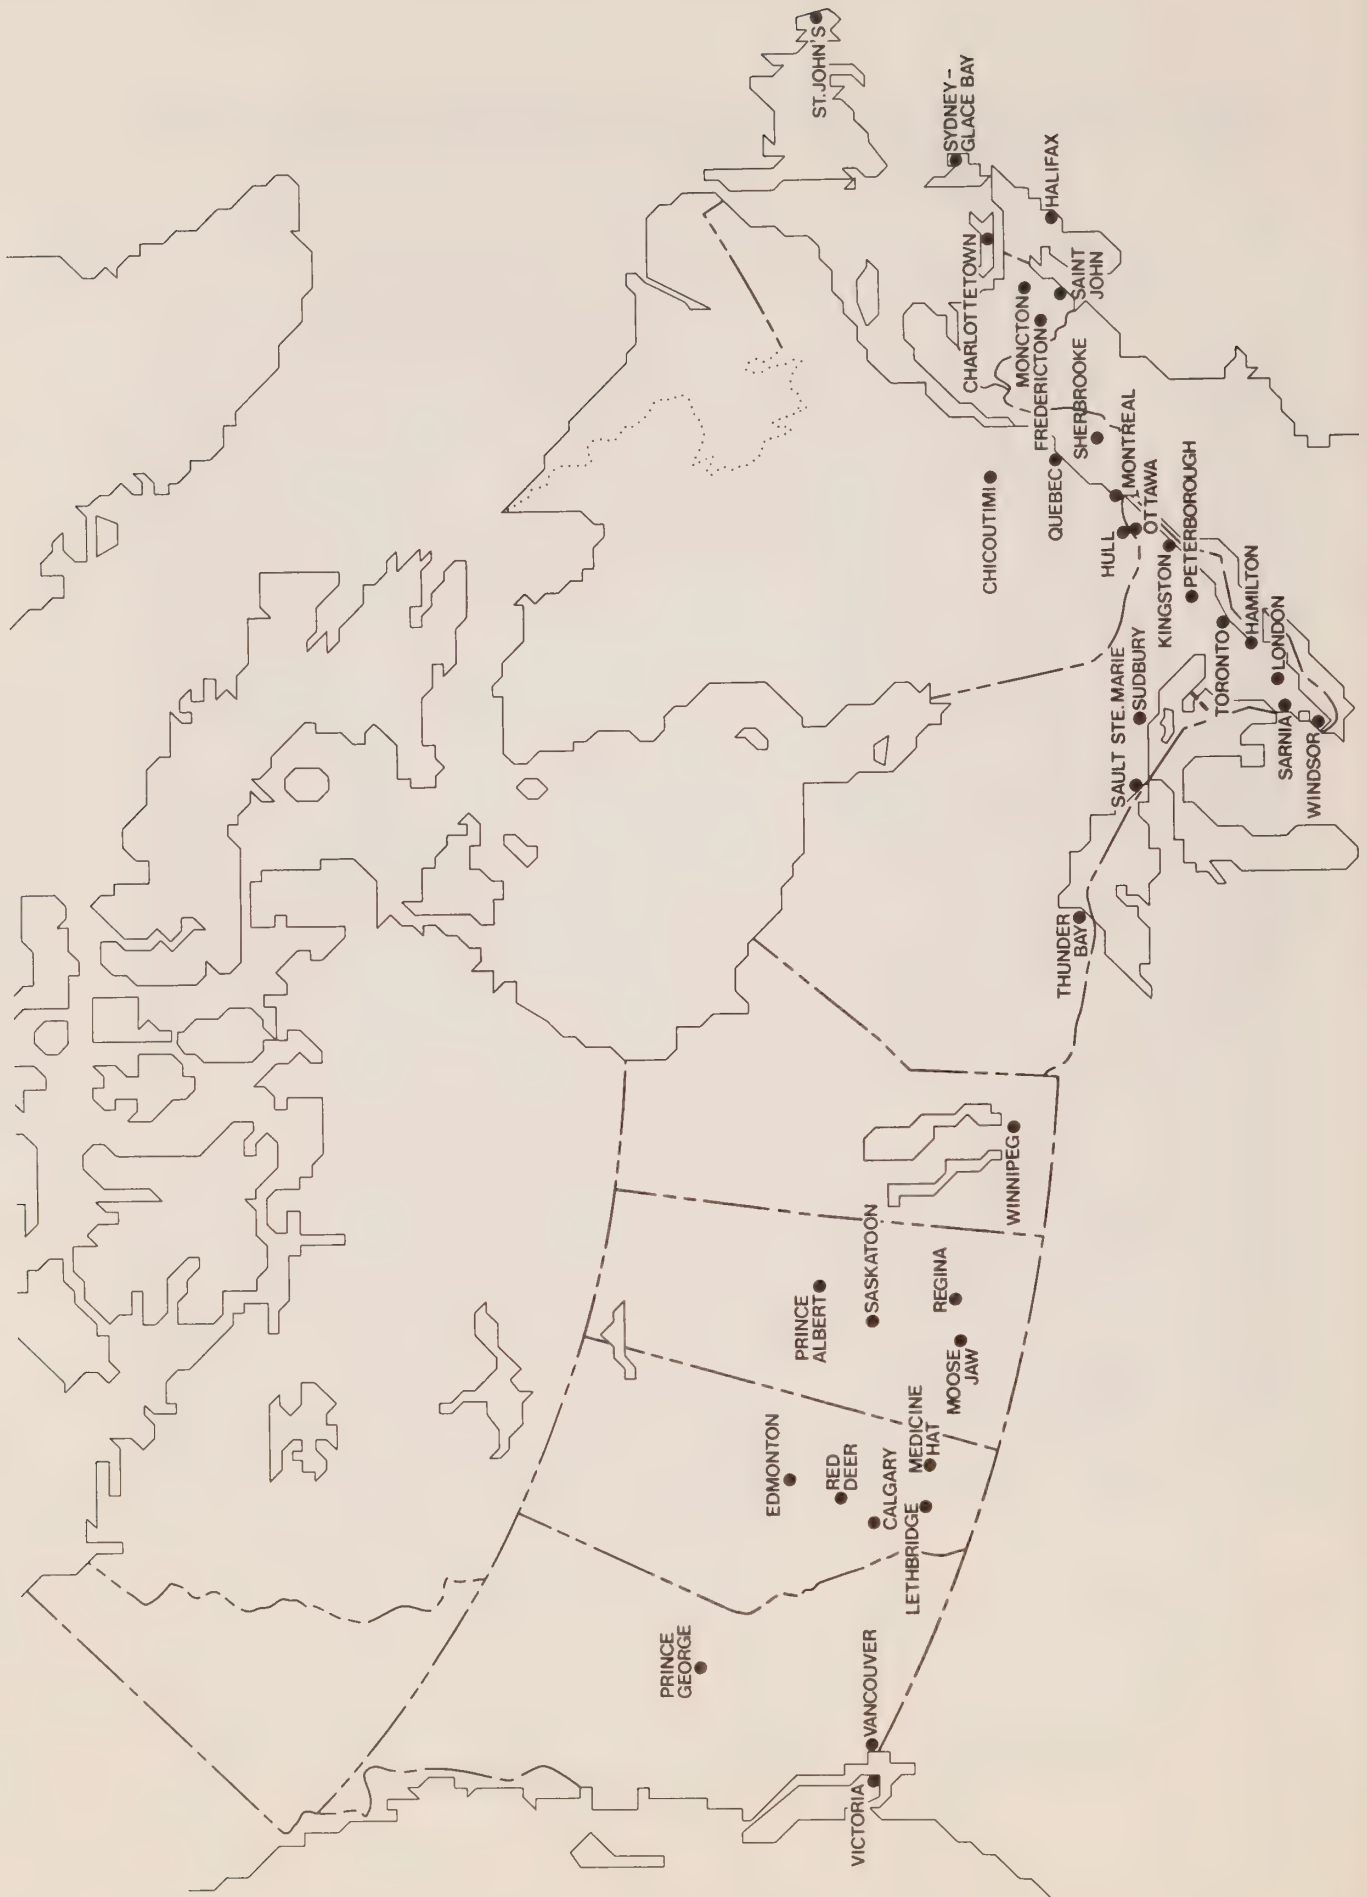 ST. JOHN'S
SYDNEY –
GLACE BAY
HALIFAX
CHARLOTTETOWN
MONCTON
SAINT
JOHN
FREDERICTON
SHERBROOKE
MONTREAL
QUEBEC
CHICOUTIMI
OTTAWA
HULL
PETERBOROUGH
KINGSTON
HAMILTON
TORONTO
LONDON
SUDBURY
SAULT STE. MARIE
SARNIA
WINDSOR
THUNDER
BAY
WINNIPEG
SASKATOON
REGINA
PRINCE
ALBERT
MOOSE
JAW
MEDICINE
HAT
EDMONTON
RED
DEER
CALGARY
LETHBRIDGE
PRINCE
GEORGE
VANCOUVER
VICTORIA